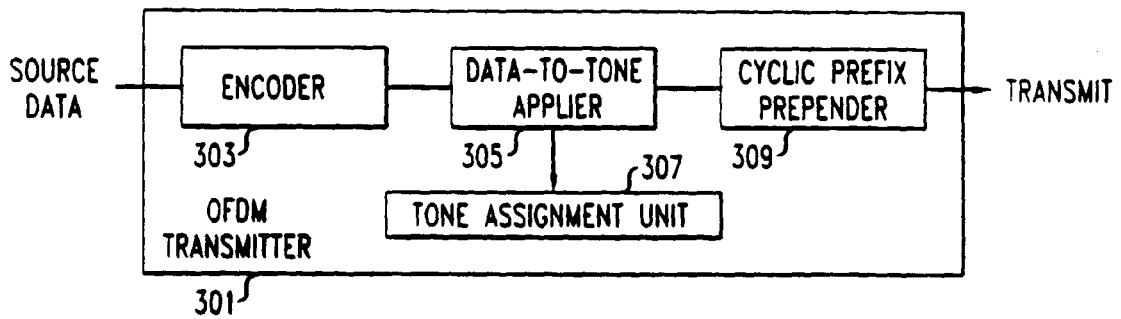 SOURCE
DATA
ENCODER
303
DATA-TO-TONE
APPLIER
305
CYCLIC PREFIX
PREPENDER
309
TRANSMIT
307
TONE ASSIGNMENT UNIT
OFDM
TRANSMITTER
301